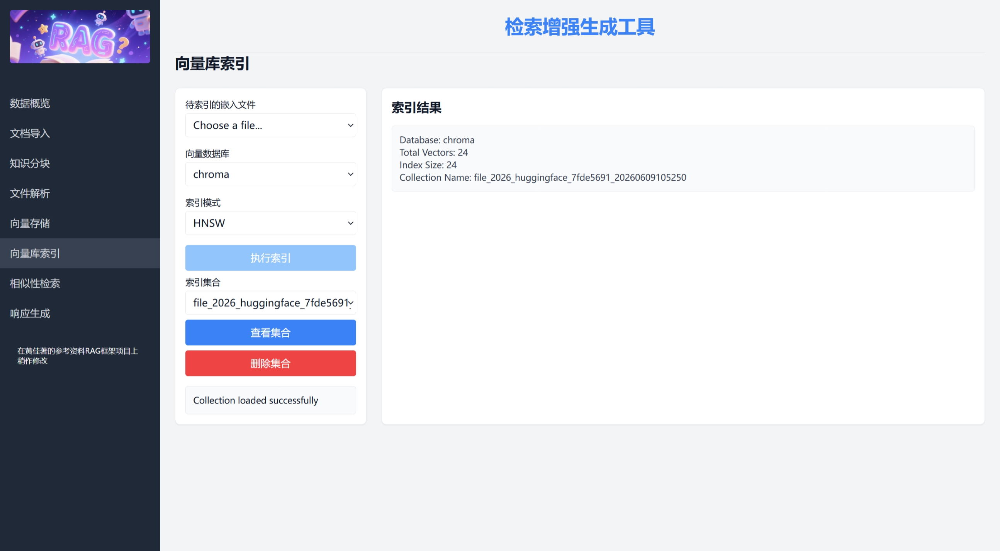 RAG?
数据概览
文档导入
知识分块
文件解析
向量存储
向量库索引
相似性检索
响应生成
在黄佳著的参考资料RAG框架项目上
稍作修改
检索增强生成工具
向量库索引
待索引的嵌入文件
Choose a file...
向量数据库
chroma
索引模式
HNSW
执行索引
索引集合
file_2026_huggingface_7fde5691_
查看集合
删除集合
Collection loaded successfully
索引结果
Database: chroma
Total Vectors: 24
Index Size: 24
Collection Name: file_2026_huggingface_7fde5691_20260609105250